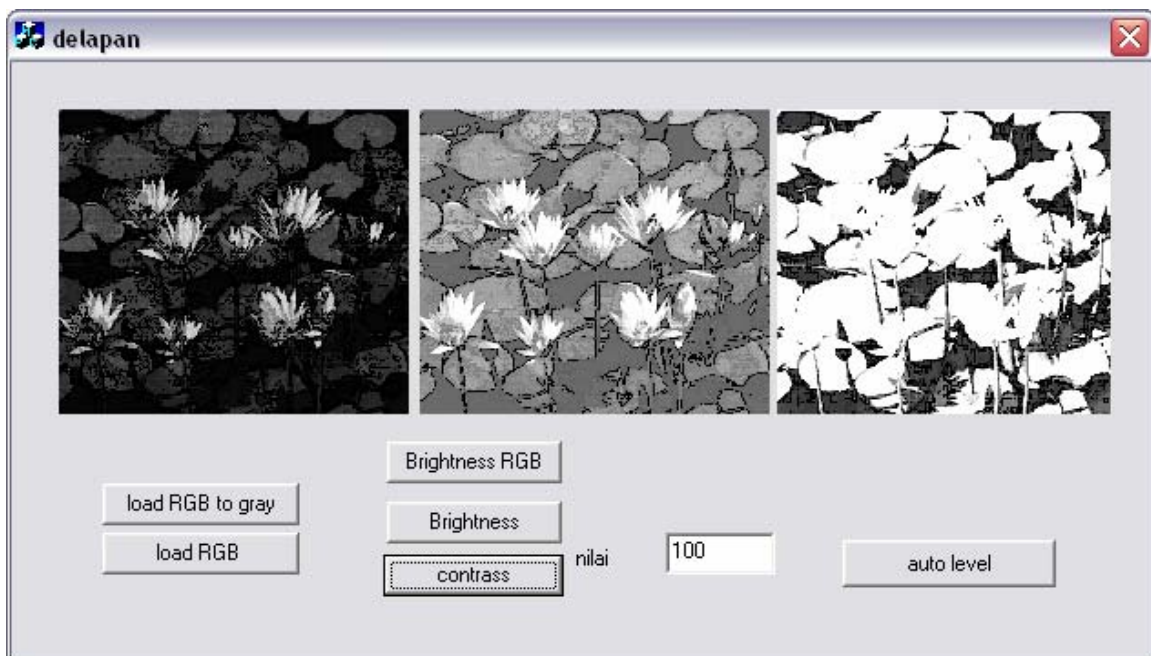 delapan
Brightness RGB
load RGB to gray
Brightness
load RGB
contrass
nilai
100
auto level